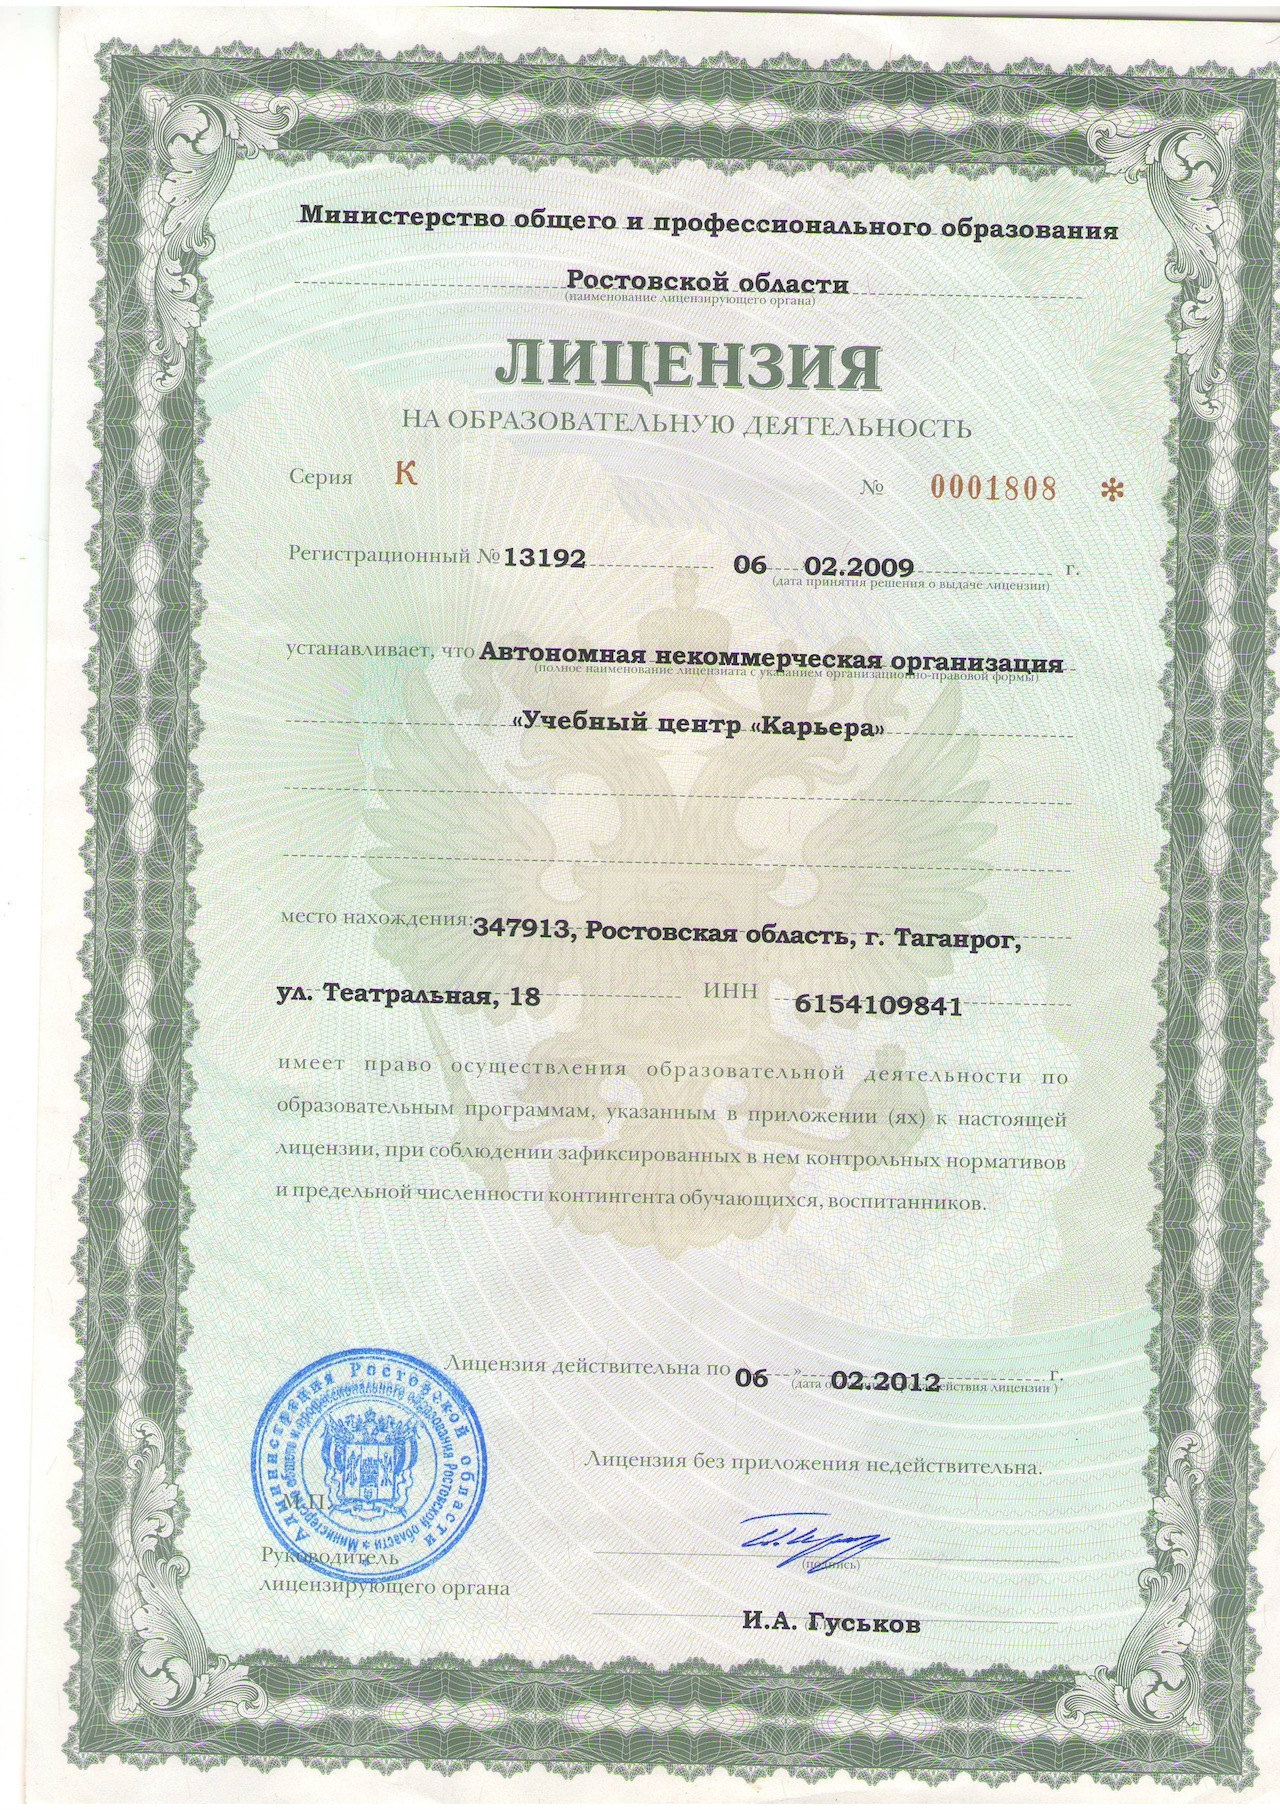 Министерство общего и профессионального образования
Ростовской области
(наименование лицензирующего органа)
ЛИЦЕНЗИЯ
НА ОБРАЗОВАТЕЛЬНУЮ ДЕЯТЕЛЬНОСТЬ
Серия К № 0001808 *
Регистрационный № 13192 06 02.2009 г.
(дата принятия решения о выдаче лицензии)
устанавливает, что Автономная некоммерческая организация
(полное наименование лицензиата с указанием организационно-правовой формы)
«Учебный центр «Карьера»
место нахождения: 347913, Ростовская область, г. Таганрог,
ул. Театральная, 18 ИНН 6154109841
имеет право осуществления образовательной деятельности по
образовательным программам, указанным в приложении (ях) к настоящей
лицензии, при соблюдении зафиксированных в нем контрольных нормативов
и предельной численности контингента обучающихся, воспитанников.
Лицензия действительна по 06 » 02.2012 г.
(дата действия лицензии)
Администрация Ростовской области
Министерство общего и профессионального образования Ростовской области
Лицензия без приложения недействительна.
М.П.
Руководитель
лицензирующего органа
(подпись)
И.А. Гуськов